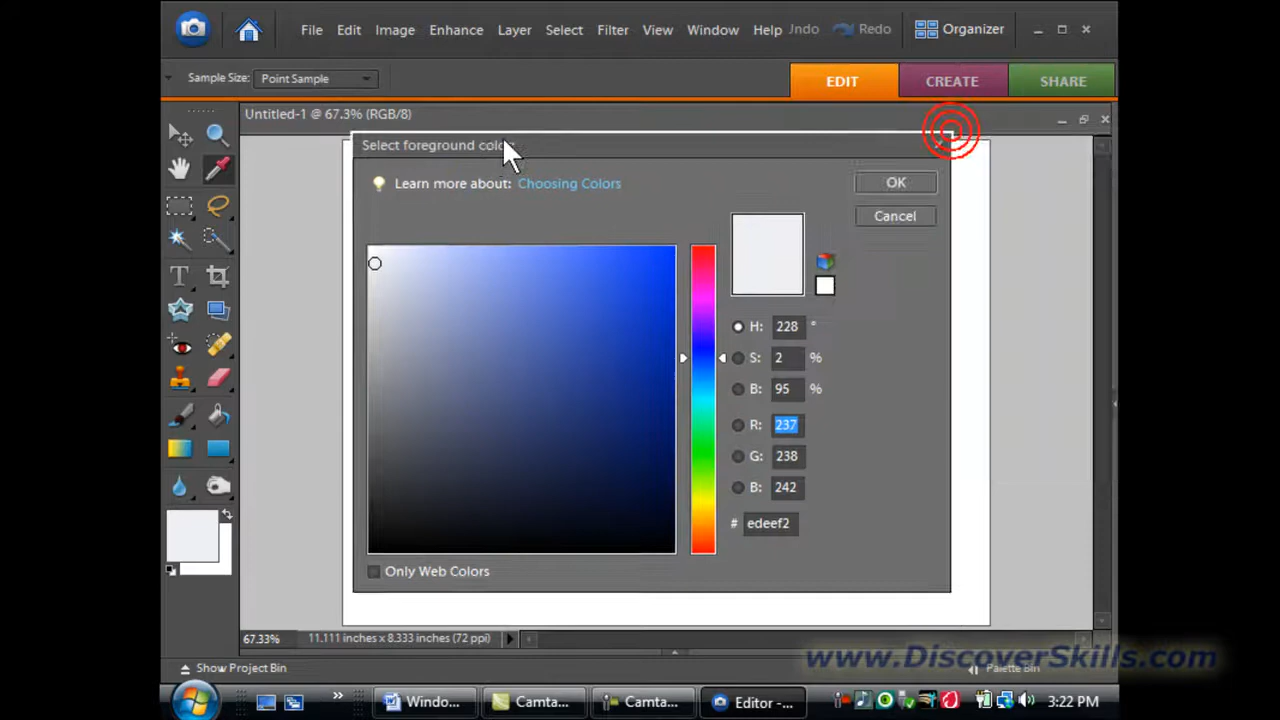 File Edit Image Enhance Layer Select Filter View Window Help Undo Redo Organizer
Sample Size: Point Sample EDIT CREATE SHARE
Untitled-1 @ 67.3% (RGB/8)
Select foreground color:
Learn more about: Choosing Colors
OK
Cancel
H: 228 °
S: 2 %
B: 95 %
R: 237
G: 238
B: 242
# edeef2
Only Web Colors
T
67.33% 11.111 inches x 8.333 inches (72 ppi)
www.DiscoverSkills.com
Show Project Bin Palette Bin
Windo... Camta... Camta... Editor -... 3:22 PM